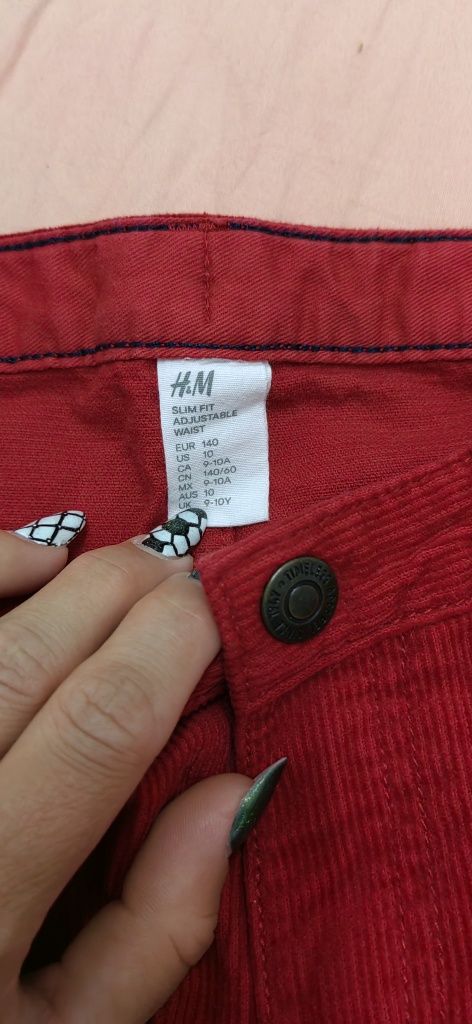 H&M
SLIM FIT
ADJUSTABLE
WAIST
EUR 140
US 10
CA 9-10A
CN 140/60
MX 9-10A
AUS 10
UK 9-10Y
TIMELESS